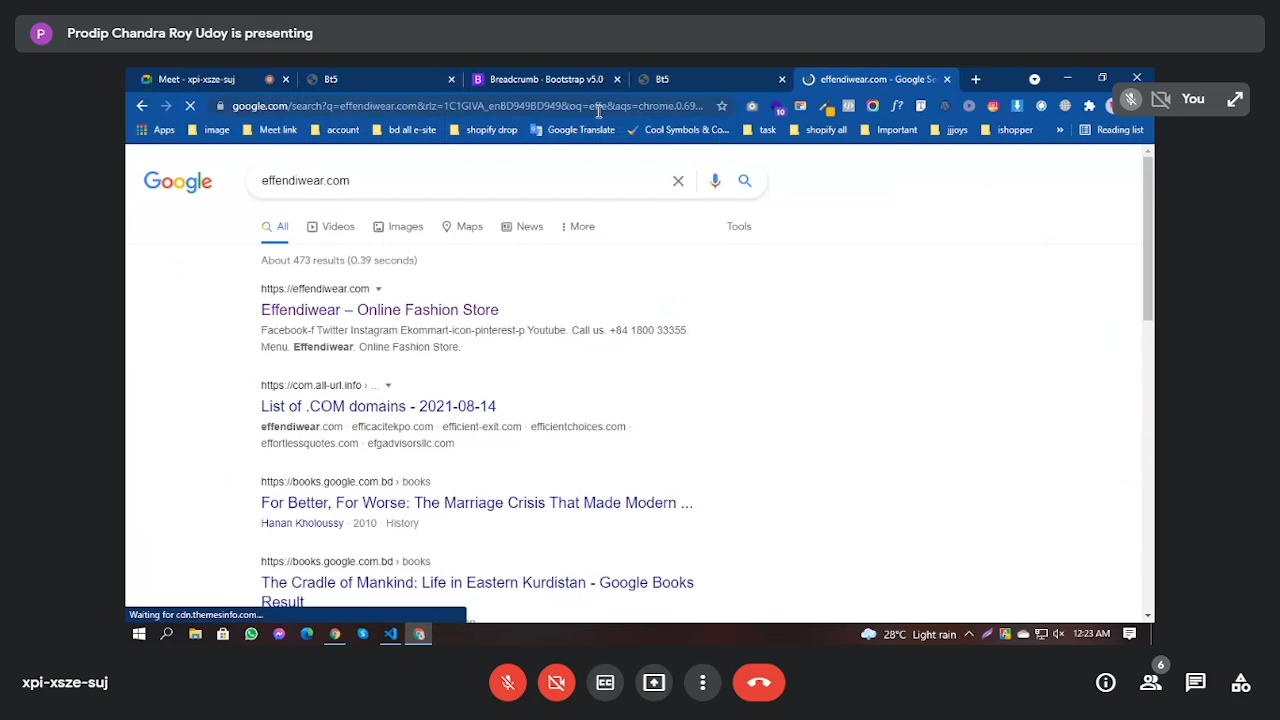 P Prodip Chandra Roy Udoy is presenting
Meet - xpi-xsze-suj
Bt5
B Breadcrumb · Bootstrap v5.0
Bt5
effendiwear.com - Google Se
google.com/search?q=effendiwear.com&rlz=1C1GIVA_enBD949BD949&oq=effe&aqs=chrome.0.69...
10
You
Apps
image
Meet link
account
bd all e-site
shopify drop
Google Translate
Cool Symbols & Co...
task
shopify all
Important
jjjoys
ishopper
»
Reading list
Google
effendiwear.com
All
Videos
Images
Maps
News
More
Tools
About 473 results (0.39 seconds)
https://effendiwear.com
Effendiwear – Online Fashion Store
Facebook-f Twitter Instagram Ekommart-icon-pinterest-p Youtube. Call us. +84 1800 33355.
Menu. Effendiwear. Online Fashion Store.
https://com.all-url.info › ...
List of .COM domains - 2021-08-14
effendiwear.com · efficacitekpo.com · efficient-exit.com · efficientchoices.com ·
effortlessquotes.com · efgadvisorsllc.com
https://books.google.com.bd › books
For Better, For Worse: The Marriage Crisis That Made Modern ...
Hanan Kholoussy · 2010 · History
https://books.google.com.bd › books
The Cradle of Mankind: Life in Eastern Kurdistan - Google Books
Result
Waiting for cdn.themesinfo.com...
28°C Light rain
12:23 AM
xpi-xsze-suj
CC
6